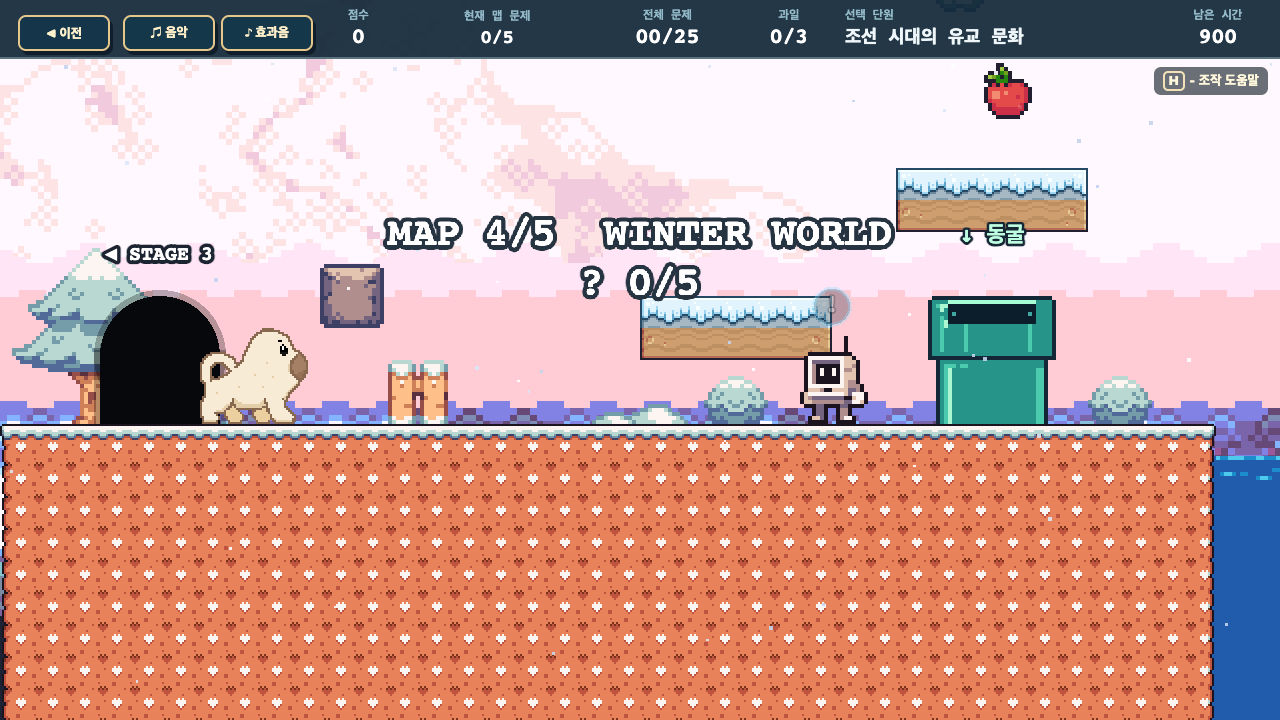 ◀ 이전
♫ 음악
♪ 효과음
점수
0
현재 맵 문제
0/5
전체 문제
00/25
과일
0/3
선택 단원
조선 시대의 유교 문화
남은 시간
900
H - 조작 도움말
MAP 4/5 WINTER WORLD
? 0/5
◀ STAGE 3
↓ 동굴
!